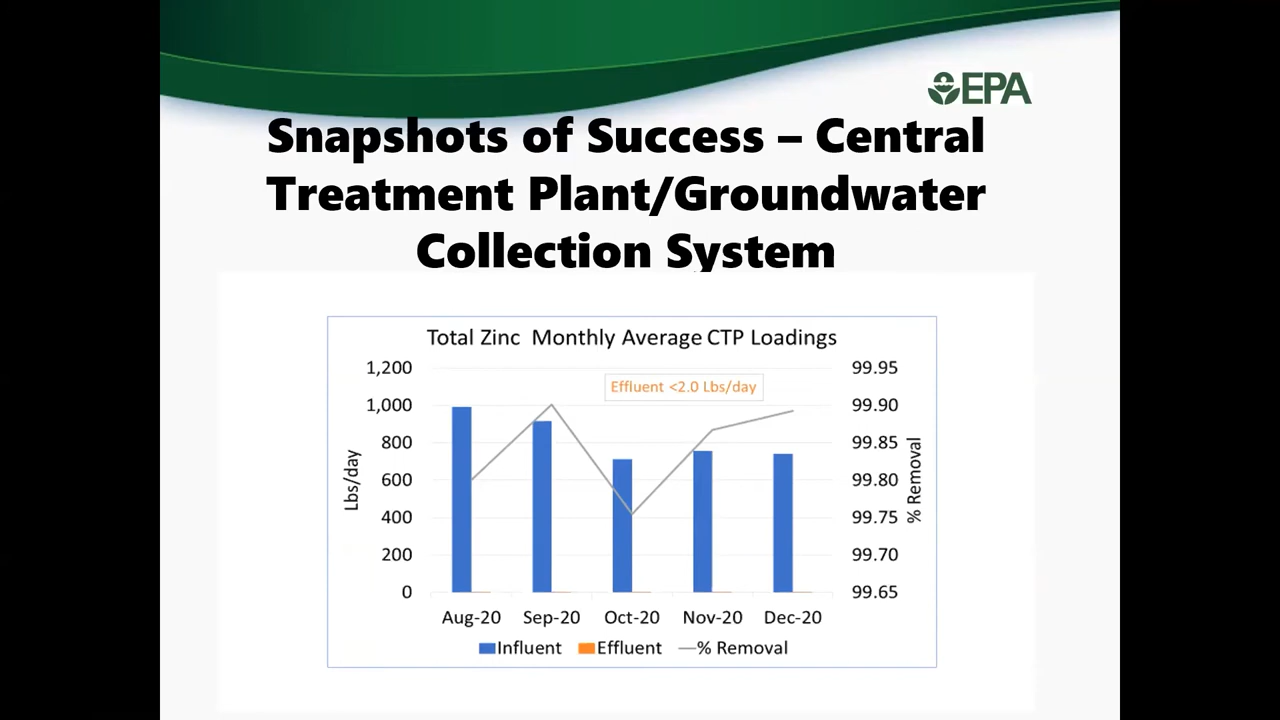 EPA
Snapshots of Success – Central
Treatment Plant/Groundwater
Collection System
Total Zinc Monthly Average CTP Loadings
1,200
1,000
800
600
400
200
0
Lbs/day
Effluent <2.0 Lbs/day
99.95
99.90
99.85
99.80
99.75
99.70
99.65
% Removal
Aug-20 Sep-20 Oct-20 Nov-20 Dec-20
Influent Effluent % Removal